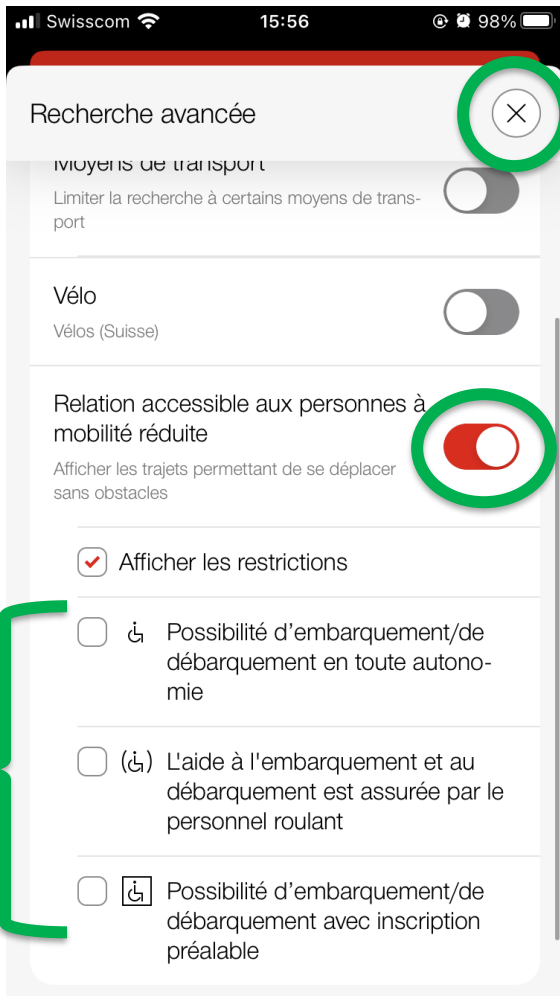 Swisscom 15:56 98%
Recherche avancée
Moyens de transport
Limiter la recherche à certains moyens de trans-
port
Vélo
Vélos (Suisse)
Relation accessible aux personnes à
mobilité réduite
Afficher les trajets permettant de se déplacer
sans obstacles
Afficher les restrictions
Possibilité d’embarquement/de
débarquement en toute autono-
mie
L'aide à l'embarquement et au
débarquement est assurée par le
personnel roulant
Possibilité d’embarquement/de
débarquement avec inscription
préalable